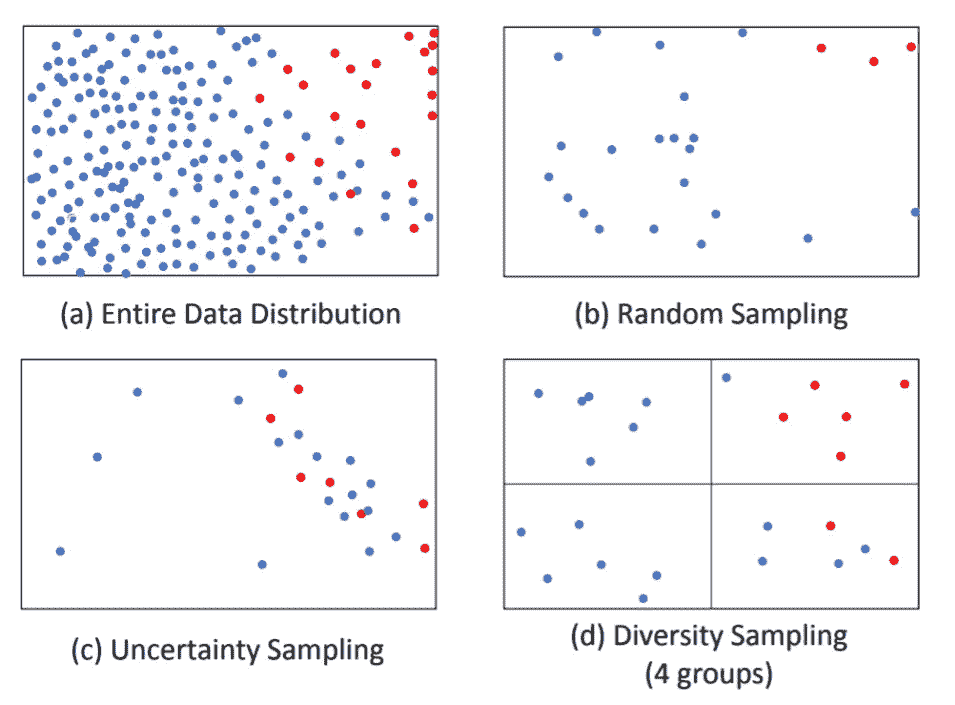 (a) Entire Data Distribution
(b) Random Sampling
(c) Uncertainty Sampling
(d) Diversity Sampling
(4 groups)